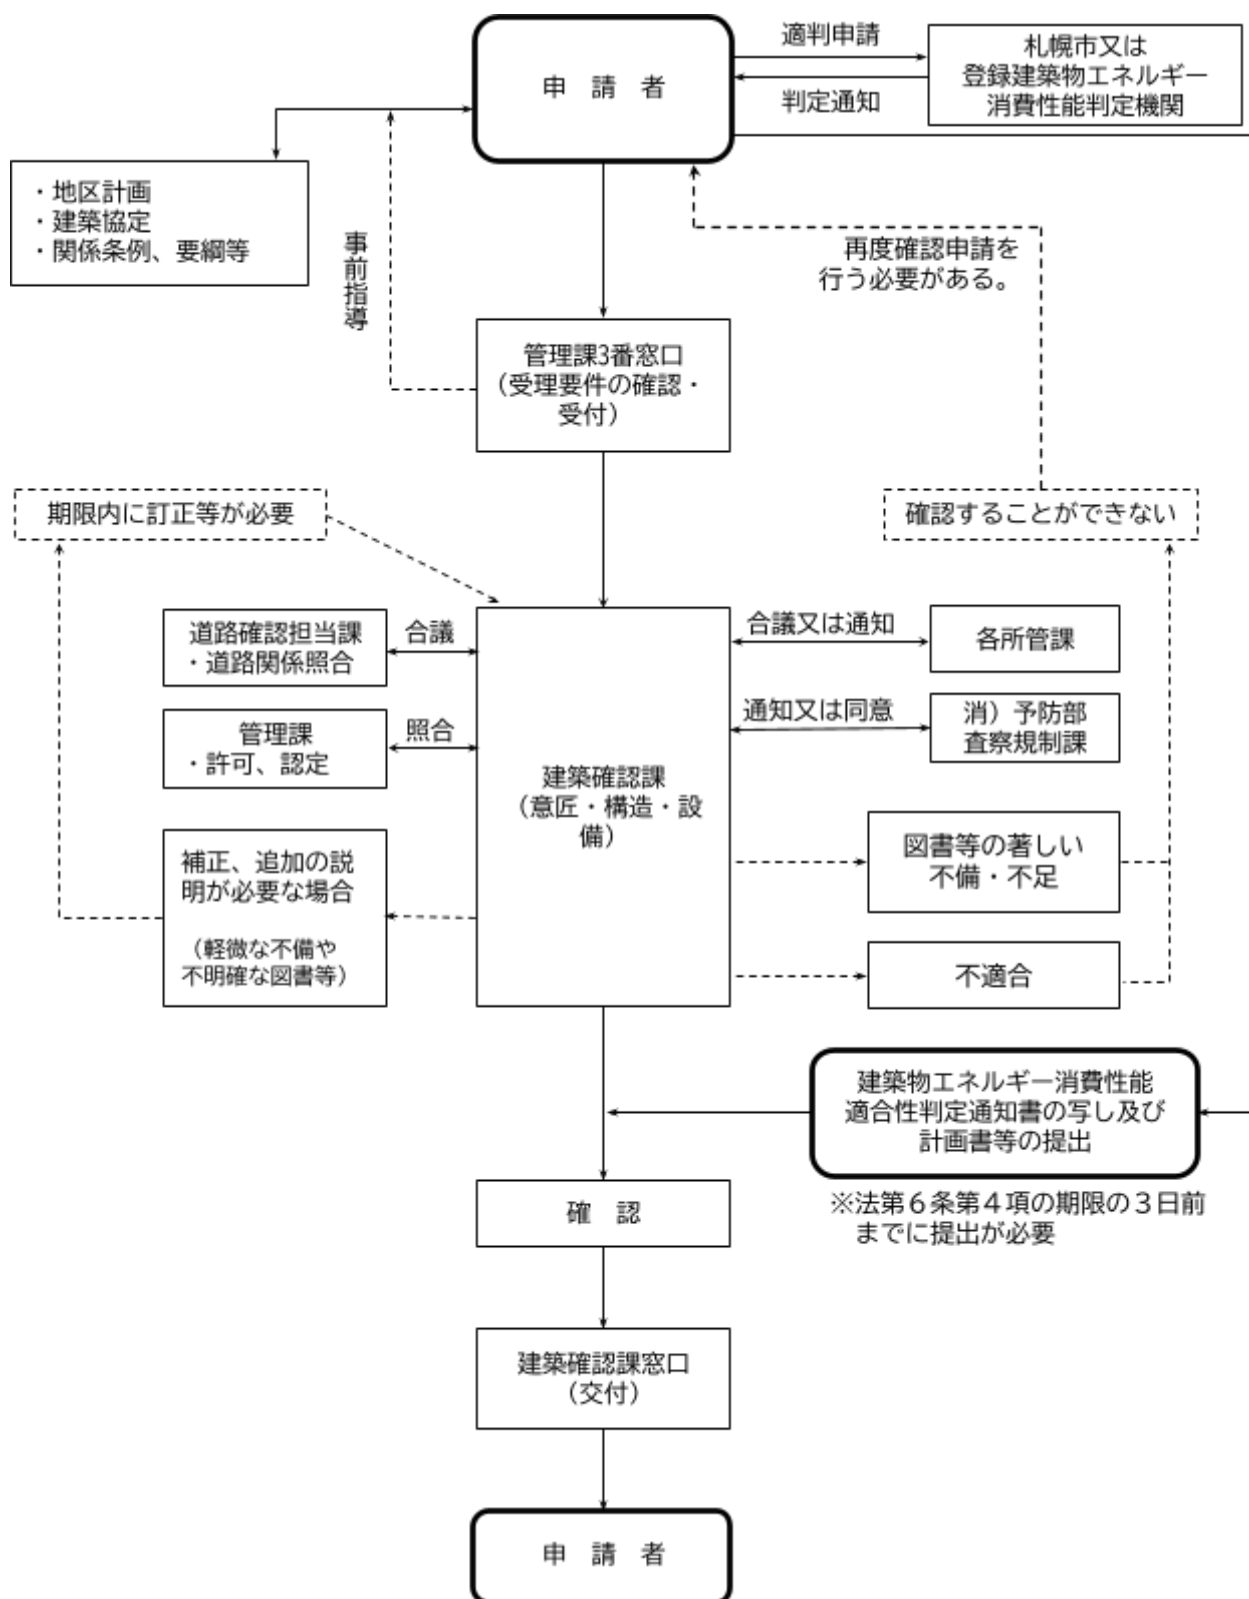 申　請　者
適判申請
判定通知
札幌市又は
登録建築物エネルギー
消費性能判定機関
・地区計画
・建築協定
・関係条例、要綱等
事前指導
再度確認申請を
行う必要がある。
管理課3番窓口
（受理要件の確認・
受付）
期限内に訂正等が必要
確認することができない
道路確認担当課
・道路関係照合
合議
合議又は通知
各所管課
管理課
・許可、認定
照合
通知又は同意
消）予防部
査察規制課
建築確認課
（意匠・構造・設
備）
補正、追加の説
明が必要な場合
（軽微な不備や
不明確な図書等）
図書等の著しい
不備・不足
不適合
建築物エネルギー消費性能
適合性判定通知書の写し及び
計画書等の提出
※法第６条第４項の期限の３日前
までに提出が必要
確　認
建築確認課窓口
（交付）
申　請　者